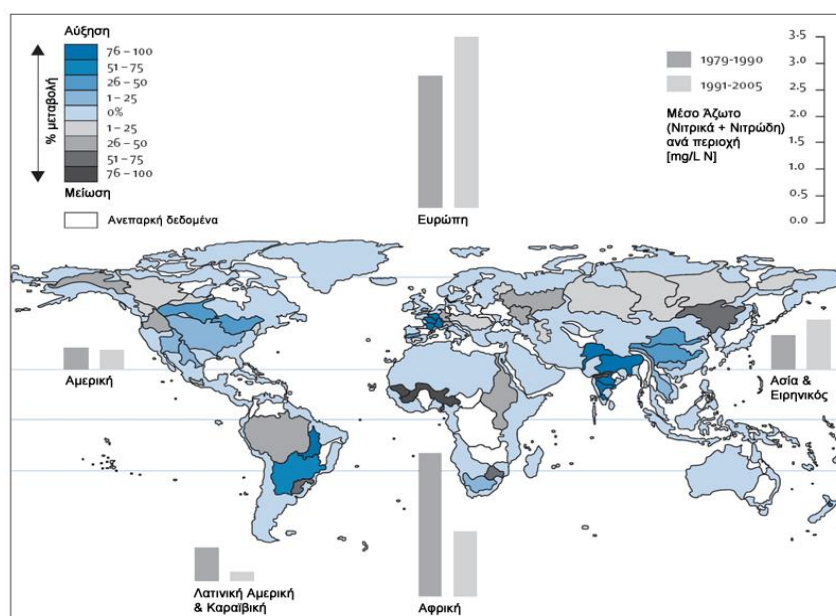 Αύξηση
76 – 100
51 – 75
26 – 50
1 – 25
0%
1 – 25
26 – 50
51 – 75
76 – 100
Μείωση
% μεταβολή
Ανεπαρκή δεδομένα
1979-1990
1991-2005
Μέσο Άζωτο
(Νιτρικά + Νιτρώδη)
ανά περιοχή
[mg/L N]
3.5
3.0
2.5
2.0
1.5
1.0
0.5
0.0
Ευρώπη
Αμερική
Ασία &
Ειρηνικός
Λατινική Αμερική
& Καραϊβική
Αφρική